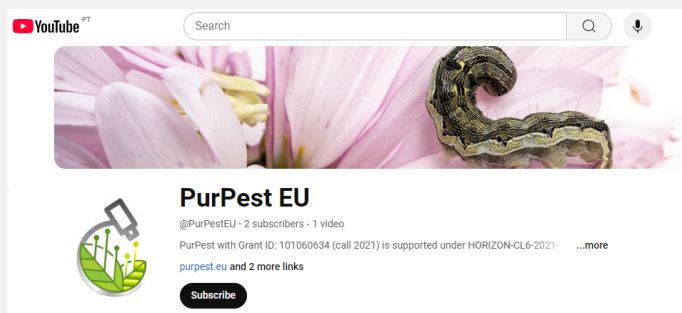 YouTube PT
Search
PurPest EU
@PurPestEU · 2 subscribers · 1 video
PurPest with Grant ID: 101060634 (call 2021) is supported under HORIZON-CL6-2021- ...more
purpest.eu and 2 more links
Subscribe